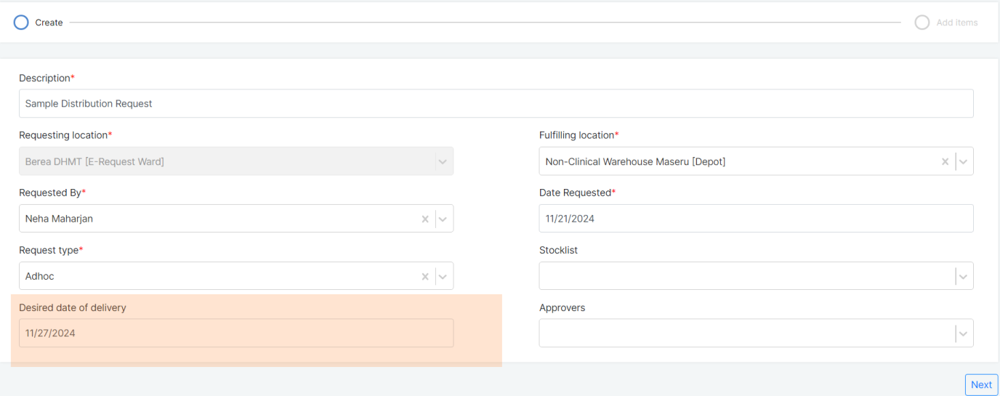 Create
Add items
Description*
Sample Distribution Request
Requesting location*
Fulfilling location*
Berea DHMT [E-Request Ward]
Non-Clinical Warehouse Maseru [Depot]
Requested By*
Date Requested*
Neha Maharjan
11/21/2024
Request type*
Stocklist
Adhoc
Desired date of delivery
Approvers
11/27/2024
Next